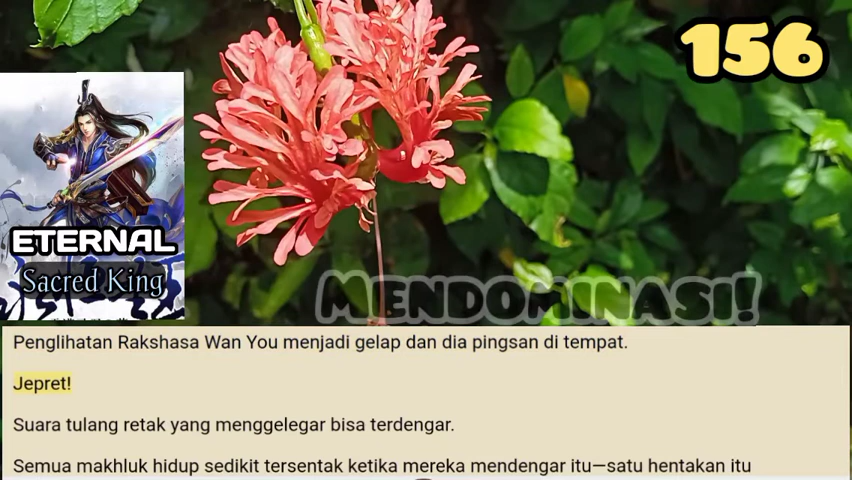 156
ETERNAL
Sacred King
MENDOMINASI!
Penglihatan Rakshasa Wan You menjadi gelap dan dia pingsan di tempat.
Jepret!
Suara tulang retak yang menggelegar bisa terdengar.
Semua makhluk hidup sedikit tersentak ketika mereka mendengar itu—satu hentakan itu